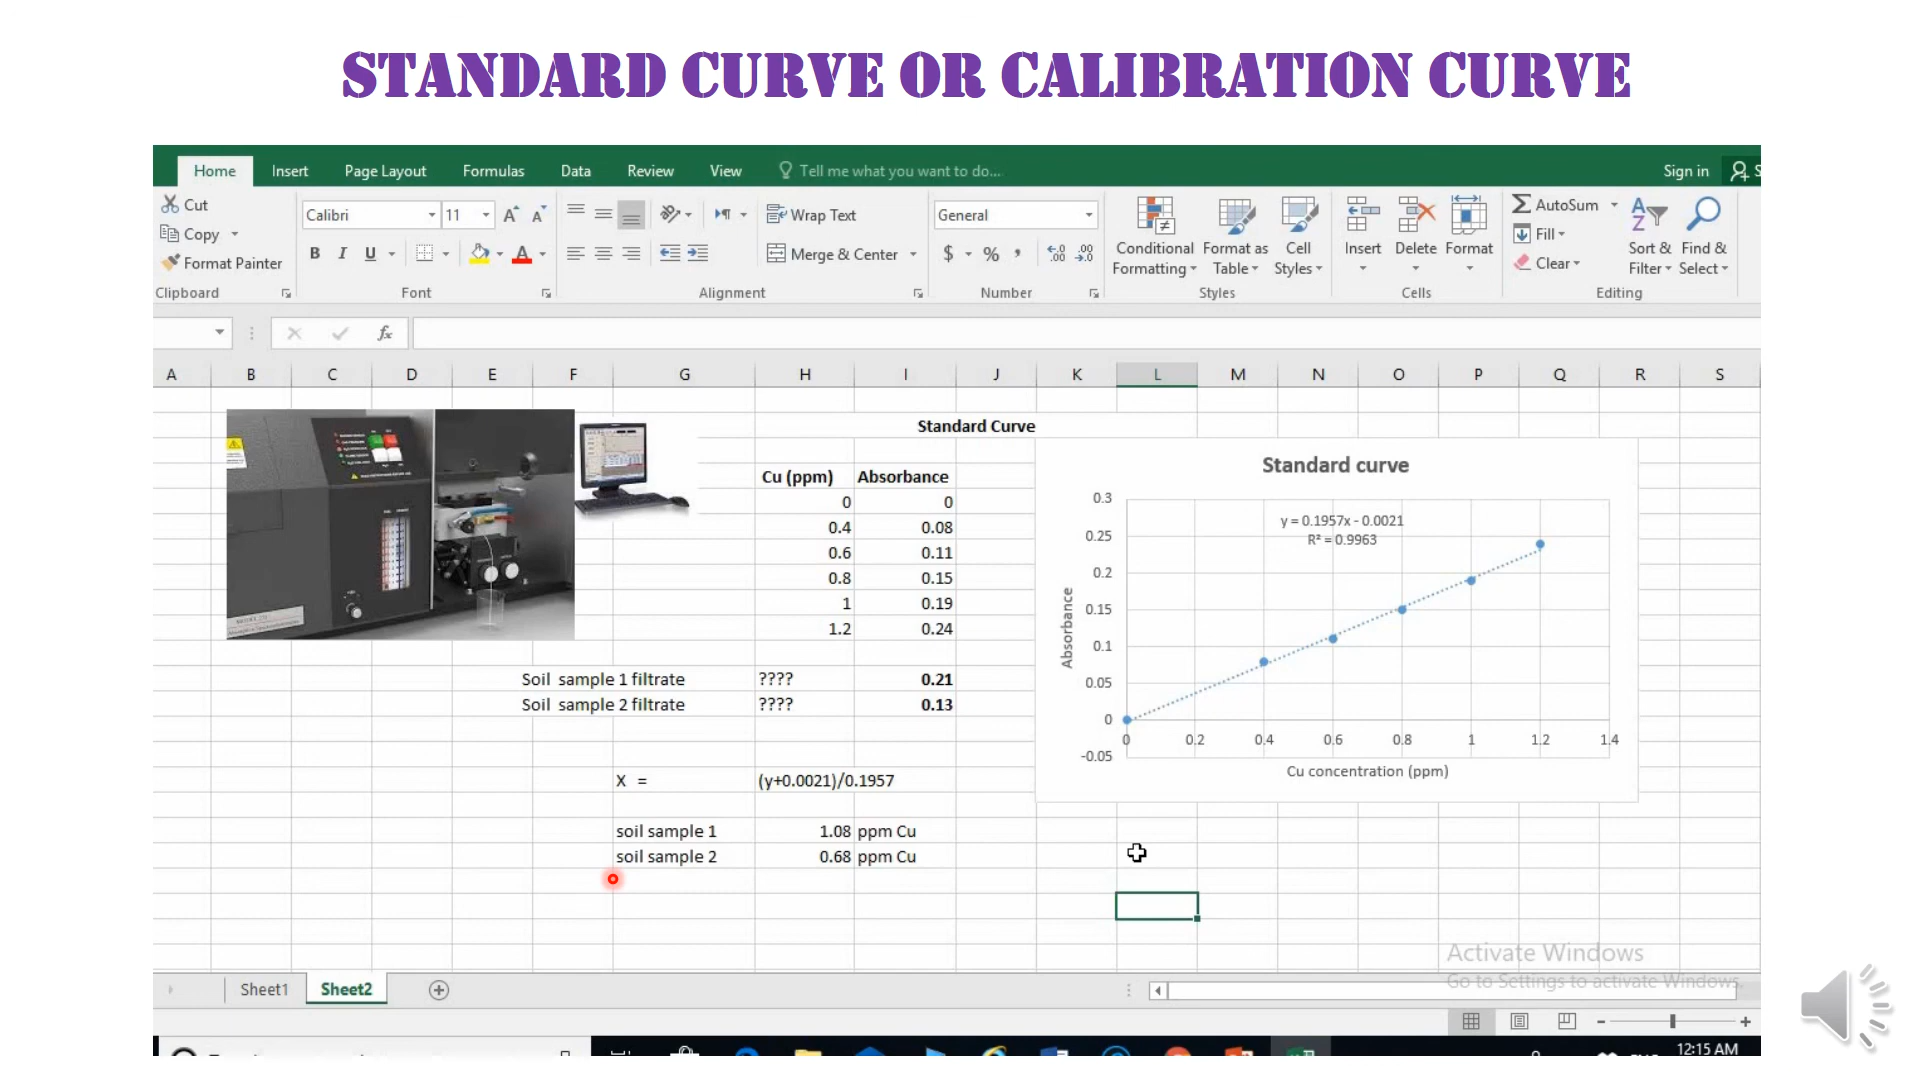 STANDARD CURVE OR CALIBRATION CURVE
Home Insert Page Layout Formulas Data Review View Tell me what you want to do... Sign in
Cut
Copy
Format Painter
Clipboard
Calibri 11
B I U
Font
Wrap Text
Merge & Center
Alignment
General
$ % ,
Number
Conditional Formatting
Format as Table
Cell Styles
Styles
Insert Delete Format
Cells
AutoSum
Fill
Clear
Sort & Filter
Find & Select
Editing
fx
A B C D E F G H I J K L M N O P Q R S
Standard Curve
Cu (ppm) Absorbance
0 0
0.4 0.08
0.6 0.11
0.8 0.15
1 0.19
1.2 0.24
Soil sample 1 filtrate ???? 0.21
Soil sample 2 filtrate ???? 0.13
X = (y+0.0021)/0.1957
soil sample 1 1.08 ppm Cu
soil sample 2 0.68 ppm Cu
Standard curve
y = 0.1957x - 0.0021
R² = 0.9963
Absorbance
0.3
0.25
0.2
0.15
0.1
0.05
0
-0.05
0 0.2 0.4 0.6 0.8 1 1.2 1.4
Cu concentration (ppm)
Activate Windows
Go to Settings to activate Windows.
Sheet1 Sheet2
12:15 AM